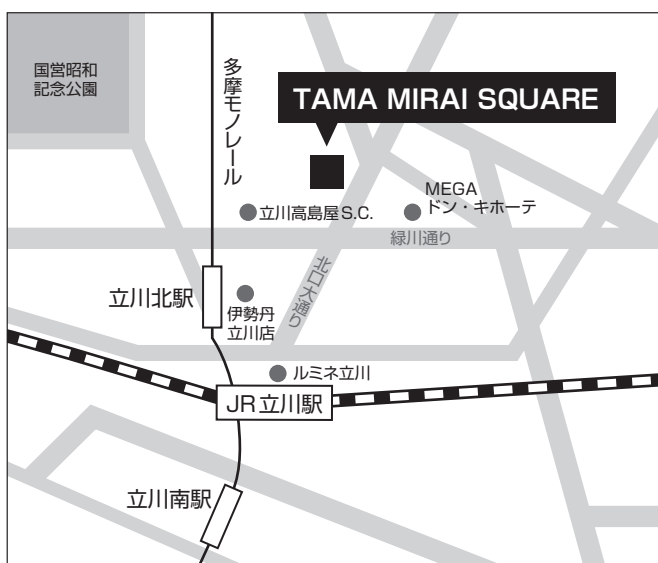 国営昭和
記念公園
多摩モノレール
TAMA MIRAI SQUARE
MEGA
ドン・キホーテ
立川高島屋S.C.
緑川通り
北口大通り
立川北駅
伊勢丹
立川店
ルミネ立川
JR立川駅
立川南駅